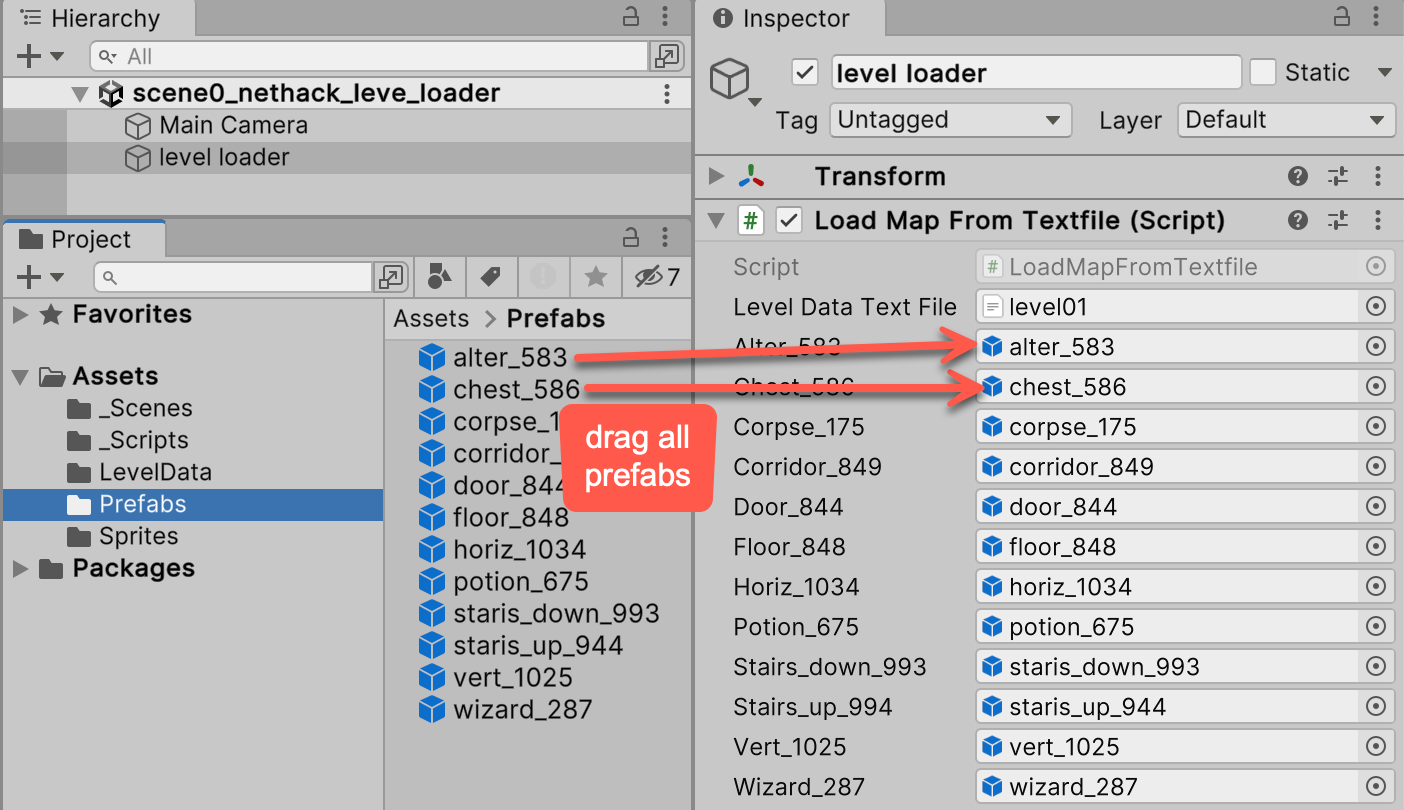 Hierarchy
All
scene0_nethack_leve_loader
Main Camera
level loader
Project
7
Favorites
Assets
_Scenes
_Scripts
LevelData
Prefabs
Sprites
Packages
Assets > Prefabs
alter_583
chest_586
corpse_1
corridor_
door_844
floor_848
horiz_1034
potion_675
staris_down_993
staris_up_944
vert_1025
wizard_287
drag all
prefabs
Inspector
level loader Static
Tag Untagged Layer Default
Transform
# Load Map From Textfile (Script)
Script # LoadMapFromTextfile
Level Data Text File level01
Alter_583 alter_583
Chest_586 chest_586
Corpse_175 corpse_175
Corridor_849 corridor_849
Door_844 door_844
Floor_848 floor_848
Horiz_1034 horiz_1034
Potion_675 potion_675
Stairs_down_993 staris_down_993
Stairs_up_994 staris_up_944
Vert_1025 vert_1025
Wizard_287 wizard_287